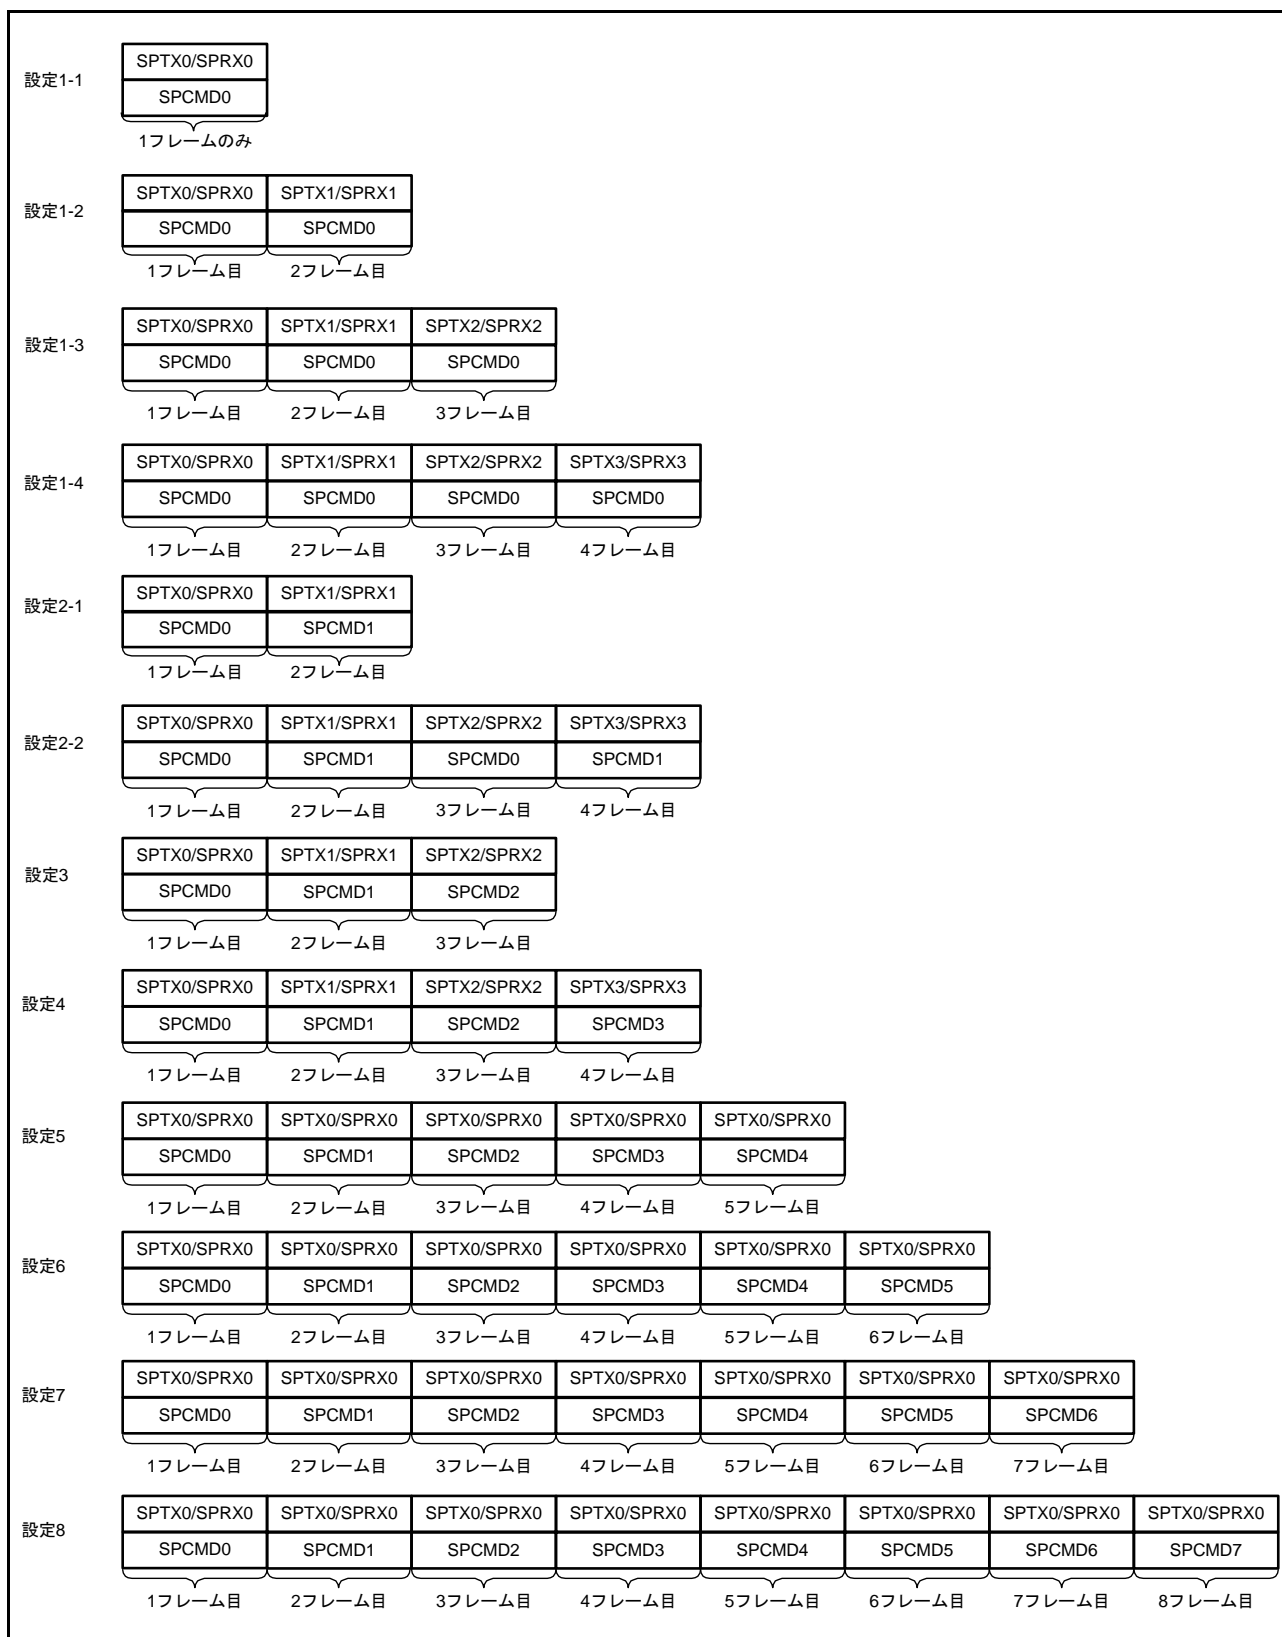 設定1-1
SPTX0/SPRX0
SPCMD0
1フレームのみ
設定1-2
SPTX0/SPRX0 SPTX1/SPRX1
SPCMD0 SPCMD0
1フレーム目 2フレーム目
設定1-3
SPTX0/SPRX0 SPTX1/SPRX1 SPTX2/SPRX2
SPCMD0 SPCMD0 SPCMD0
1フレーム目 2フレーム目 3フレーム目
設定1-4
SPTX0/SPRX0 SPTX1/SPRX1 SPTX2/SPRX2 SPTX3/SPRX3
SPCMD0 SPCMD0 SPCMD0 SPCMD0
1フレーム目 2フレーム目 3フレーム目 4フレーム目
設定2-1
SPTX0/SPRX0 SPTX1/SPRX1
SPCMD0 SPCMD1
1フレーム目 2フレーム目
設定2-2
SPTX0/SPRX0 SPTX1/SPRX1 SPTX2/SPRX2 SPTX3/SPRX3
SPCMD0 SPCMD1 SPCMD0 SPCMD1
1フレーム目 2フレーム目 3フレーム目 4フレーム目
設定3
SPTX0/SPRX0 SPTX1/SPRX1 SPTX2/SPRX2
SPCMD0 SPCMD1 SPCMD2
1フレーム目 2フレーム目 3フレーム目
設定4
SPTX0/SPRX0 SPTX1/SPRX1 SPTX2/SPRX2 SPTX3/SPRX3
SPCMD0 SPCMD1 SPCMD2 SPCMD3
1フレーム目 2フレーム目 3フレーム目 4フレーム目
設定5
SPTX0/SPRX0 SPTX0/SPRX0 SPTX0/SPRX0 SPTX0/SPRX0 SPTX0/SPRX0
SPCMD0 SPCMD1 SPCMD2 SPCMD3 SPCMD4
1フレーム目 2フレーム目 3フレーム目 4フレーム目 5フレーム目
設定6
SPTX0/SPRX0 SPTX0/SPRX0 SPTX0/SPRX0 SPTX0/SPRX0 SPTX0/SPRX0 SPTX0/SPRX0
SPCMD0 SPCMD1 SPCMD2 SPCMD3 SPCMD4 SPCMD5
1フレーム目 2フレーム目 3フレーム目 4フレーム目 5フレーム目 6フレーム目
設定7
SPTX0/SPRX0 SPTX0/SPRX0 SPTX0/SPRX0 SPTX0/SPRX0 SPTX0/SPRX0 SPTX0/SPRX0 SPTX0/SPRX0
SPCMD0 SPCMD1 SPCMD2 SPCMD3 SPCMD4 SPCMD5 SPCMD6
1フレーム目 2フレーム目 3フレーム目 4フレーム目 5フレーム目 6フレーム目 7フレーム目
設定8
SPTX0/SPRX0 SPTX0/SPRX0 SPTX0/SPRX0 SPTX0/SPRX0 SPTX0/SPRX0 SPTX0/SPRX0 SPTX0/SPRX0 SPTX0/SPRX0
SPCMD0 SPCMD1 SPCMD2 SPCMD3 SPCMD4 SPCMD5 SPCMD6 SPCMD7
1フレーム目 2フレーム目 3フレーム目 4フレーム目 5フレーム目 6フレーム目 7フレーム目 8フレーム目